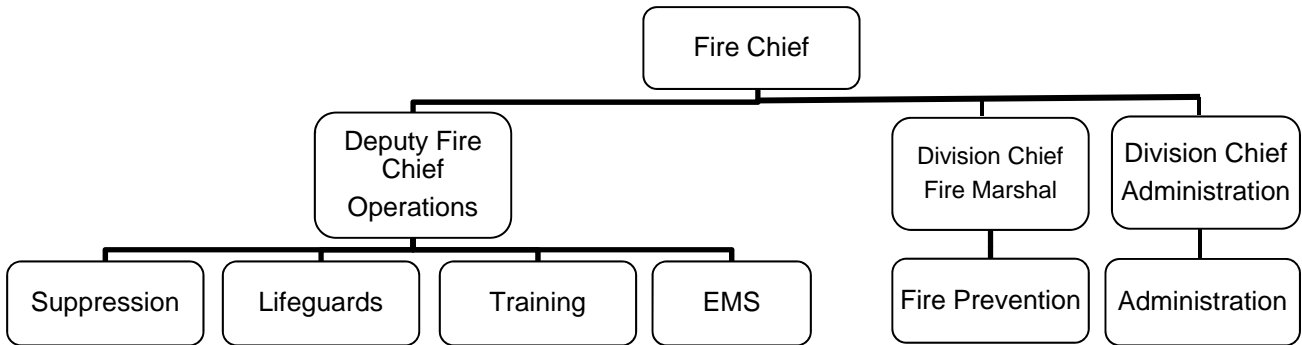 Fire Chief
Deputy Fire
Chief
Operations
Division Chief
Fire Marshal
Division Chief
Administration
Suppression
Lifeguards
Training
EMS
Fire Prevention
Administration